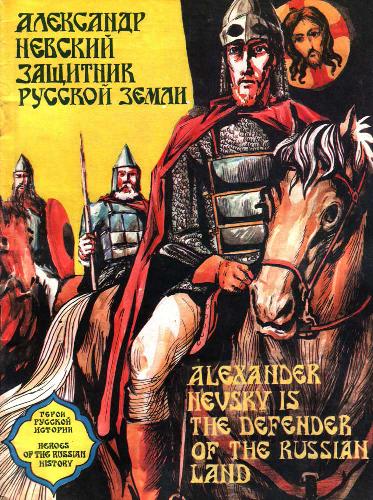 АЛЕКСАНДР
НЕВСКИЙ
ЗАЩИТНИК
РУССКОЙ ЗЕМЛИ
ALEXANDER
NEVSKY IS
THE DEFENDER
OF THE RUSSIAN
LAND
ГЕРОИ
РУССКОЙ
ИСТОРИИ
HEROES
OF THE RUSSIAN
HISTORY